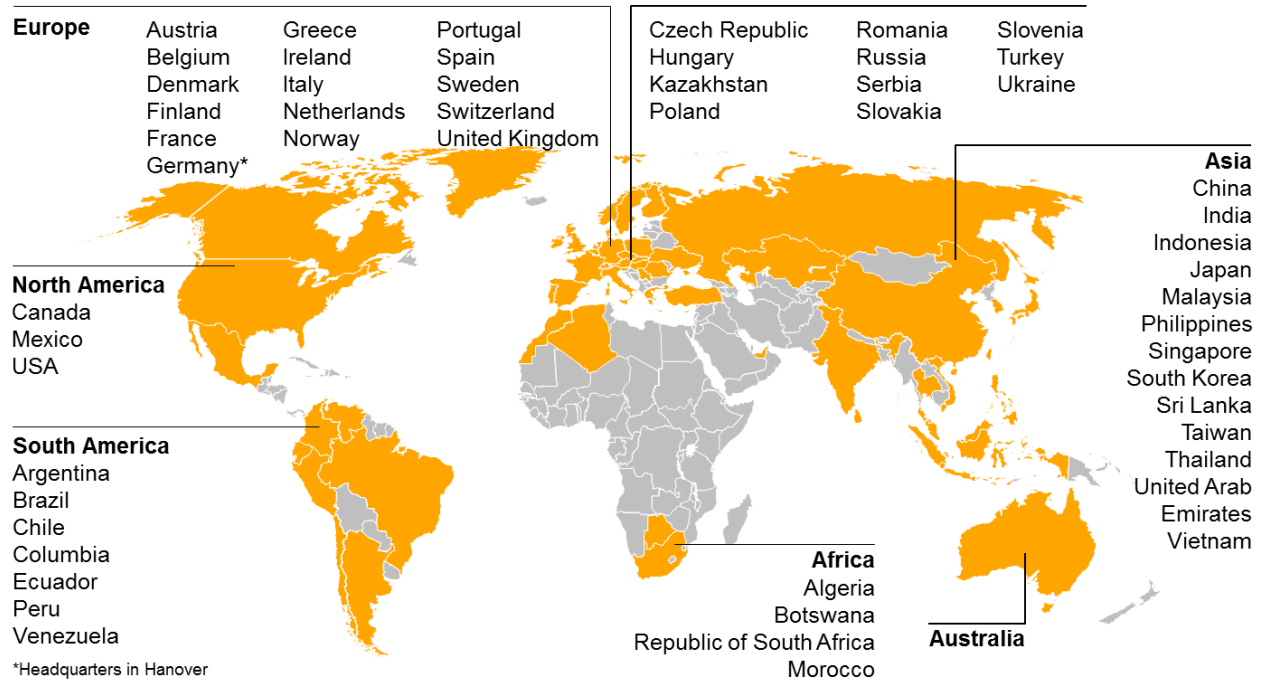 Europe
Austria
Belgium
Denmark
Finland
France
Germany*
Greece
Ireland
Italy
Netherlands
Norway
Portugal
Spain
Sweden
Switzerland
United Kingdom
Czech Republic
Hungary
Kazakhstan
Poland
Romania
Russia
Serbia
Slovakia
Slovenia
Turkey
Ukraine
Asia
China
India
Indonesia
Japan
Malaysia
Philippines
Singapore
South Korea
Sri Lanka
Taiwan
Thailand
United Arab
Emirates
Vietnam
North America
Canada
Mexico
USA
South America
Argentina
Brazil
Chile
Columbia
Ecuador
Peru
Venezuela
*Headquarters in Hanover
Africa
Algeria
Botswana
Republic of South Africa
Morocco
Australia